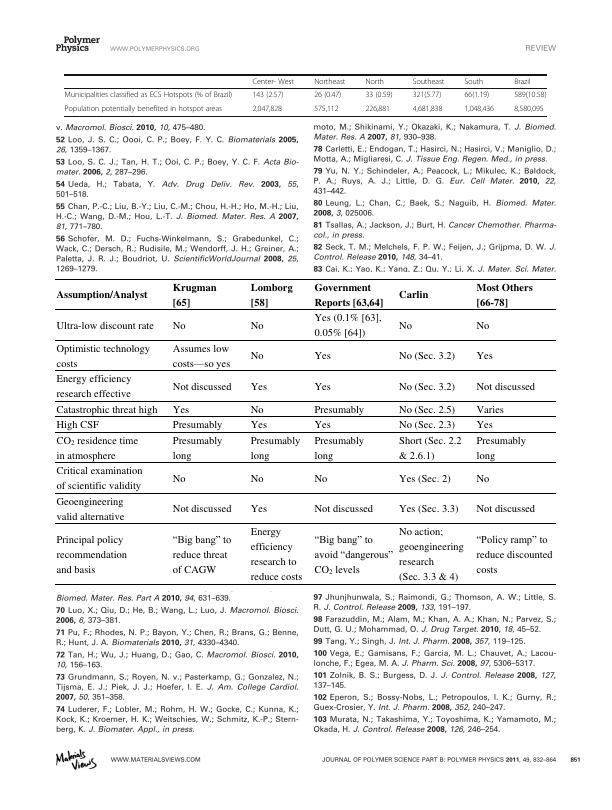 Polymer
Physics WWW.POLYMERPHYSICS.ORG REVIEW
Center- West Northeast North Southeast South Brazil
Municipalities classified as ECS Hotspots (% of Brazil) 143 (2.57) 26 (0.47) 33 (0.59) 321(5.77) 66(1.19) 589(10.58)
Population potentially benefited in hotspot areas 2,047,828 575,112 226,881 4,681,838 1,048,436 8,580,095
v. Macromol. Biosci. 2010, 10, 475–480.
52 Loo, J. S. C.; Ooi, C. P.; Boey, F. Y. C. Biomaterials 2005,
26, 1359–1367.
53 Loo, S. C. J.; Tan, H. T.; Ooi, C. P.; Boey, Y. C. F. Acta Bio-
mater. 2006, 2, 287–296.
54 Ueda, H.; Tabata, Y. Adv. Drug Deliv. Rev. 2003, 55,
501–518.
55 Chan, P.-C.; Liu, B.-Y.; Liu, C.-M.; Chou, H.-H.; Ho, M.-H.; Liu,
H.-C.; Wang, D.-M.; Hou, L.-T. J. Biomed. Mater. Res. A 2007,
81, 771–780.
56 Schofer, M. D.; Fuchs-Winkelmann, S.; Grabedunkel, C.;
Wack, C.; Dersch, R.; Rudisile, M.; Wendorff, J. H.; Greiner, A.;
Paletta, J. R. J.; Boudriot, U. ScientificWorldJournal 2008, 25,
1269–1279.
moto, M.; Shikinami, Y.; Okazaki, K.; Nakamura, T. J. Biomed.
Mater. Res. A 2007, 81, 930–938.
78 Carletti, E.; Endogan, T.; Hasirci, N.; Hasirci, V.; Maniglio, D.;
Motta, A.; Migliaresi, C. J. Tissue Eng. Regen. Med., in press.
79 Yu, N. Y.; Schindeler, A.; Peacock, L.; Mikulec, K.; Baldock,
P. A.; Ruys, A. J.; Little, D. G. Eur. Cell Mater. 2010, 22,
431–442.
80 Leung, L.; Chan, C.; Baek, S.; Naguib, H. Biomed. Mater.
2008, 3, 025006.
81 Tsallas, A.; Jackson, J.; Burt, H. Cancer Chemother. Pharma-
col., in press.
82 Seck, T. M.; Melchels, F. P. W.; Feijen, J.; Grijpma, D. W. J.
Control Release 2010, 148, 34–41.
83 Cai, K.; Yao, K.; Yang, Z.; Qu, Y.; Li, X. J. Mater. Sci. Mater.
Assumption/Analyst Krugman [65] Lomborg [58] Government Reports [63,64] Carlin Most Others [66-78]
Ultra-low discount rate No No Yes (0.1% [63], 0.05% [64]) No No
Optimistic technology costs Assumes low costs—so yes No Yes No (Sec. 3.2) Yes
Energy efficiency research effective Not discussed Yes Yes No (Sec. 3.2) Not discussed
Catastrophic threat high Yes No Presumably No (Sec. 2.5) Varies
High CSF Presumably Yes Yes No (Sec. 2.3) Yes
CO2 residence time in atmosphere Presumably long Presumably long Presumably long Short (Sec. 2.2 & 2.6.1) Presumably long
Critical examination of scientific validity No No No Yes (Sec. 2) No
Geoengineering valid alternative Not discussed Yes Not discussed Yes (Sec. 3.3) Not discussed
Principal policy recommendation and basis "Big bang" to reduce threat of CAGW Energy efficiency research to reduce costs "Big bang" to avoid "dangerous" CO2 levels No action; geoengineering research (Sec. 3.3 & 4) "Policy ramp" to reduce discounted costs
Biomed. Mater. Res. Part A 2010, 94, 631–639.
70 Luo, X.; Qiu, D.; He, B.; Wang, L.; Luo, J. Macromol. Biosci.
2006, 6, 373–381.
71 Pu, F.; Rhodes, N. P.; Bayon, Y.; Chen, R.; Brans, G.; Benne,
R.; Hunt, J. A. Biomaterials 2010, 31, 4330–4340.
72 Tan, H.; Wu, J.; Huang, D.; Gao, C. Macromol. Biosci. 2010,
10, 156–163.
73 Grundmann, S.; Royen, N. v.; Pasterkamp, G.; Gonzalez, N.;
Tijsma, E. J.; Piek, J. J.; Hoefer, I. E. J. Am. College Cardiol.
2007, 50, 351–358.
74 Luderer, F.; Lobler, M.; Rohm, H. W.; Gocke, C.; Kunna, K.;
Kock, K.; Kroemer, H. K.; Weitschies, W.; Schmitz, K.-P.; Stern-
berg, K. J. Biomater. Appl., in press.
97 Jhunjhunwala, S.; Raimondi, G.; Thomson, A. W.; Little, S.
R. J. Control. Release 2009, 133, 191–197.
98 Farazuddin, M.; Alam, M.; Khan, A. A.; Khan, N.; Parvez, S.;
Dutt, G. U.; Mohammad, O. J. Drug Target. 2010, 18, 45–52.
99 Tang, Y.; Singh, J. Int. J. Pharm. 2008, 357, 119–125.
100 Vega, E.; Gamisans, F.; Garcia, M. L.; Chauvet, A.; Lacou-
lonche, F.; Egea, M. A. J. Pharm. Sci. 2008, 97, 5306–5317.
101 Zolnik, B. S.; Burgess, D. J. J. Control. Release 2008, 127,
137–145.
102 Eperon, S.; Bossy-Nobs, L.; Petropoulos, I. K.; Gurny, R.;
Guex-Crosier, Y. Int. J. Pharm. 2008, 352, 240–247.
103 Murata, N.; Takashima, Y.; Toyoshima, K.; Yamamoto, M.;
Okada, H. J. Control. Release 2008, 126, 246–254.
Materials Views WWW.MATERIALSVIEWS.COM JOURNAL OF POLYMER SCIENCE PART B: POLYMER PHYSICS 2011, 49, 832–864 851